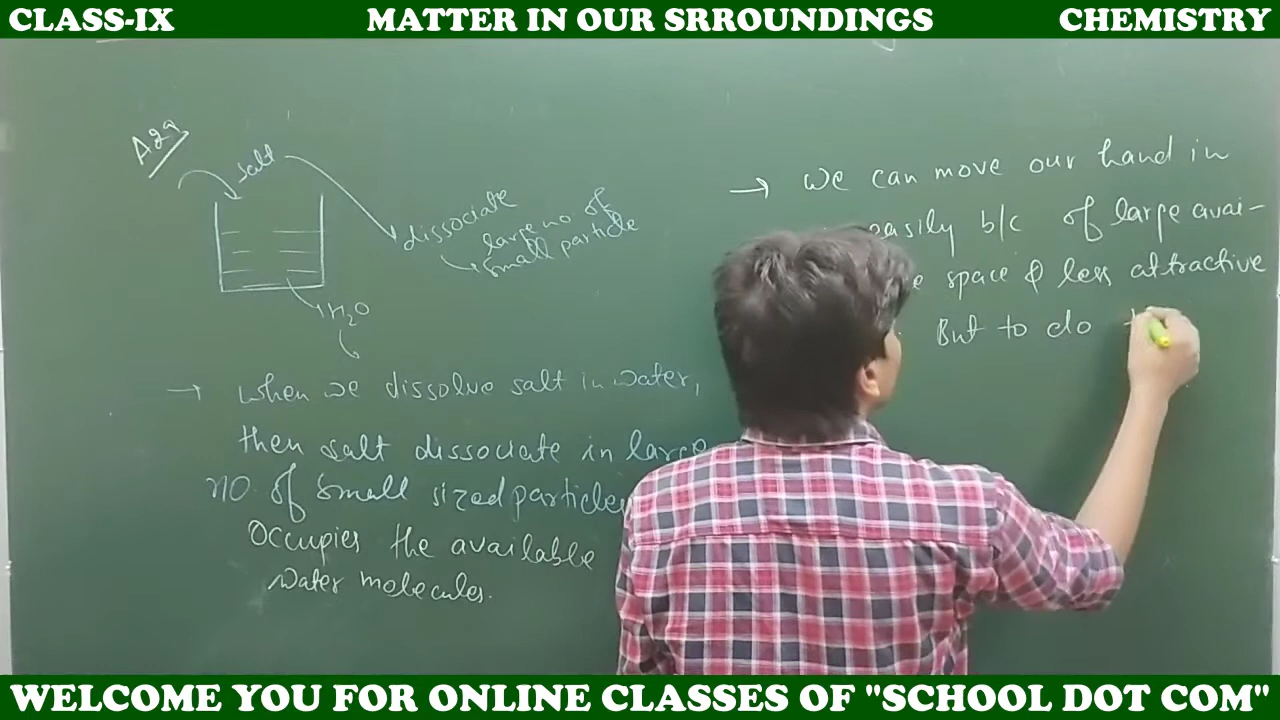 CLASS-IX MATTER IN OUR SRROUNDINGS CHEMISTRY
salt
dissociate
large no of
small particle
H2O
→ When we dissolve salt in water,
then salt dissociate in large
no. of small sized particles
Occupies the available
water molecules.
→ We can move our hand in
easily b/c of large avai-
space & less attractive
But to do
WELCOME YOU FOR ONLINE CLASSES OF "SCHOOL DOT COM"